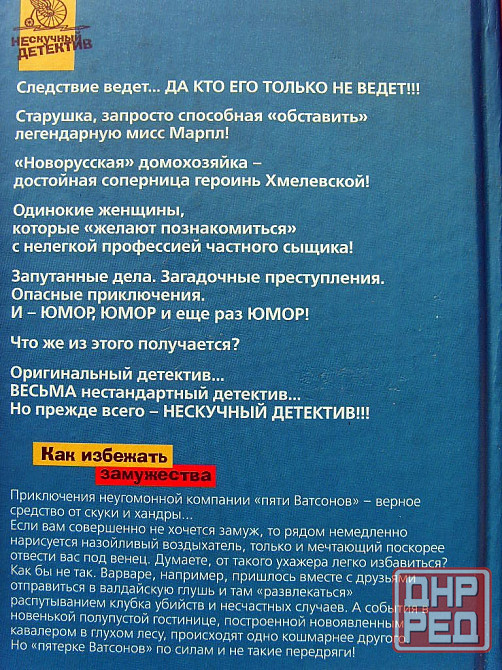 НЕСКУЧНЫЙ
ДЕТЕКТИВ
Следствие ведет... ДА КТО ЕГО ТОЛЬКО НЕ ВЕДЕТ!!!
Старушка, запросто способная «обставить»
легендарную мисс Марпл!
«Новорусская» домохозяйка –
достойная соперница героинь Хмелевской!
Одинокие женщины,
которые «желают познакомиться»
с нелегкой профессией частного сыщика!
Запутанные дела. Загадочные преступления.
Опасные приключения.
И – ЮМОР, ЮМОР и еще раз ЮМОР!
Что же из этого получается?
Оригинальный детектив...
ВЕСЬМА нестандартный детектив...
Но прежде всего – НЕСКУЧНЫЙ ДЕТЕКТИВ!!!
Как избежать
замужества
Приключения неугомонной компании «пяти Ватсонов» – верное
средство от скуки и хандры...
Если вам совершенно не хочется замуж, то рядом немедленно
нарисуется назойливый воздыхатель, только и мечтающий поскорее
отвести вас под венец. Думаете, от такого ухажера легко избавиться?
Как бы не так. Варваре, например, пришлось вместе с друзьями
отправиться в валдайскую глушь и там «развлекаться»
распутыванием клубка убийств и несчастных случаев. А события в
новенькой полупустой гостинице, построенной новоявленным
кавалером в глухом лесу, происходят одно кошмарнее другого.
Но «пятерке Ватсонов» по силам и не такие передряги!
ДНР
РЕД